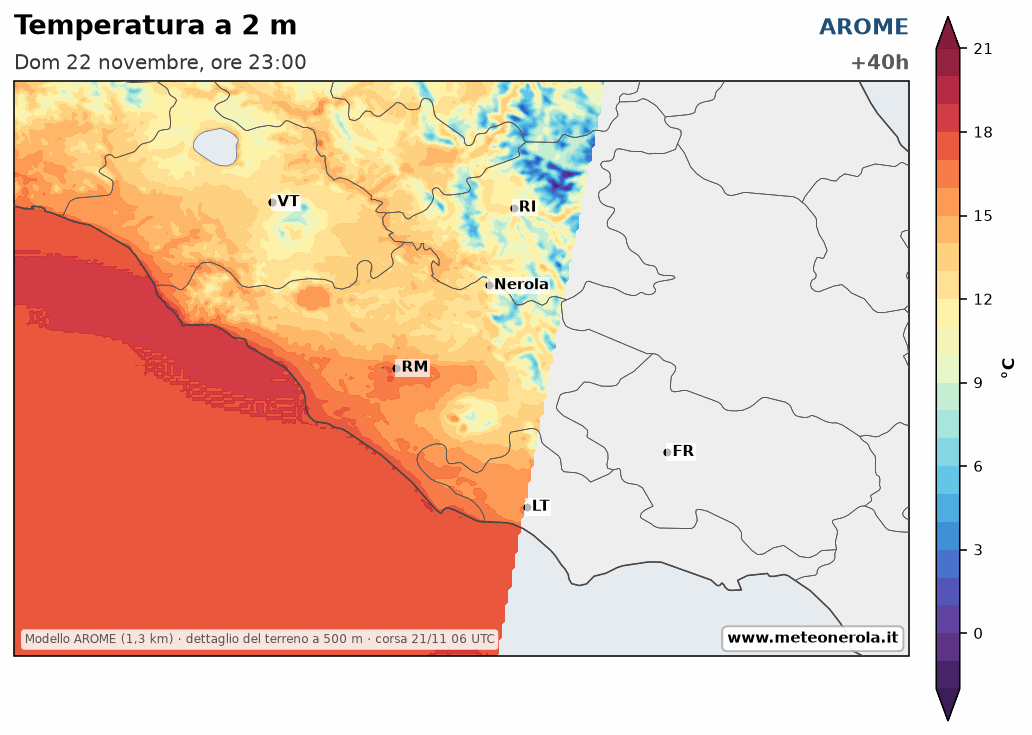 Temperatura a 2 m
AROME
Dom 22 novembre, ore 23:00
+40h
21
18
15
12
9
6
3
0
°C
VT
RI
Nerola
RM
FR
LT
Modello AROME (1,3 km) · dettaglio del terreno a 500 m · corsa 21/11 06 UTC
www.meteonerola.it